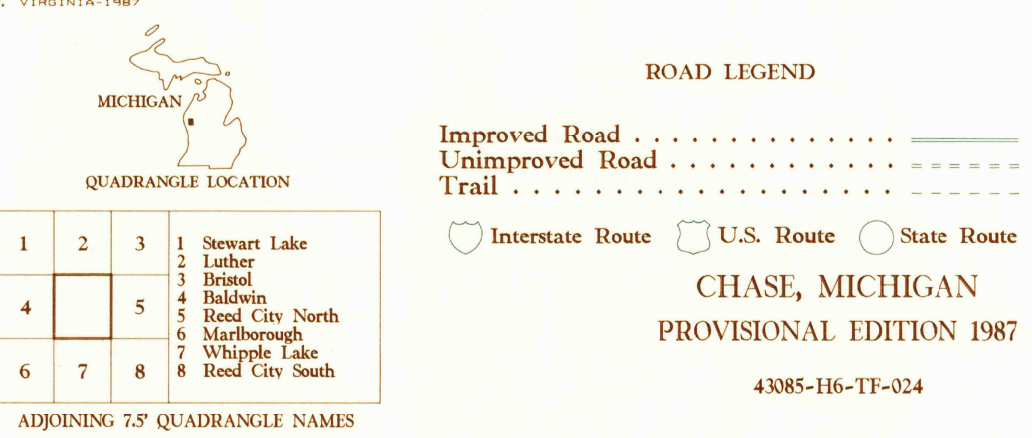 . VIRGINIA-1987
MICHIGAN
QUADRANGLE LOCATION
1 2 3
4 5
6 7 8
1 Stewart Lake
2 Luther
3 Bristol
4 Baldwin
5 Reed City North
6 Marlborough
7 Whipple Lake
8 Reed City South
ADJOINING 7.5' QUADRANGLE NAMES
ROAD LEGEND
Improved Road . . . . . . . . . . . . . .
Unimproved Road . . . . . . . . . . . .
Trail . . . . . . . . . . . . . . . . . . .
Interstate Route U.S. Route State Route
CHASE, MICHIGAN
PROVISIONAL EDITION 1987
43085-H6-TF-024